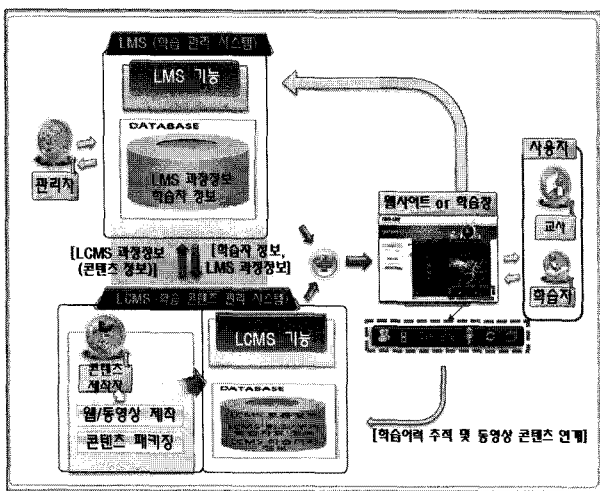 LMS (학습 관리 시스템)
LMS 기능
DATABASE
LMS 과정정보
학습자 정보
관리자
사용자
교사
학습자
웹사이트 or 학습창
[LCMS 과정정보
(콘텐츠 정보)]
[학습자 정보,
LMS 과정정보]
LCMS 학습 콘텐츠 관리 시스템)
콘텐츠
제작자
웹/동영상 제작
콘텐츠 패키징
LCMS 기능
DATABASE
[학습이력 추적 및 동영상 콘텐츠 연계]